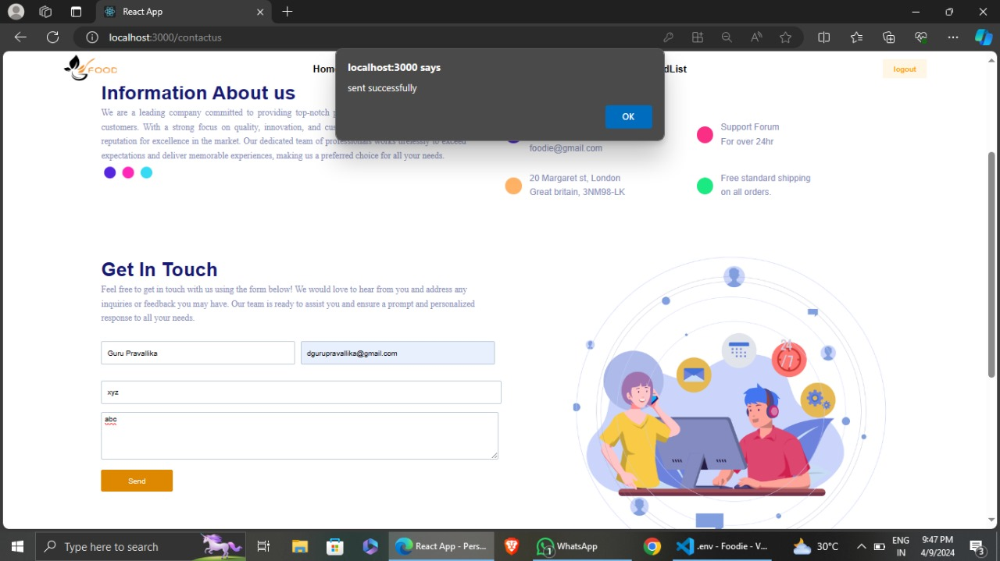 React App
localhost:3000/contactus
FOOD
Hom
dList
logout
localhost:3000 says
sent successfully
OK
Information About us
We are a leading company committed to providing top-notch
customers. With a strong focus on quality, innovation, and
reputation for excellence in the market. Our dedicated team of professionals works tirelessly to exceed
expectations and deliver memorable experiences, making us a preferred choice for all your needs.
foodie@gmail.com
Support Forum
For over 24hr
20 Margaret st, London
Great britain, 3NM98-LK
Free standard shipping
on all orders.
Get In Touch
Feel free to get in touch with us using the form below! We would love to hear from you and address any
inquiries or feedback you may have. Our team is ready to assist you and ensure a prompt and personalized
response to all your needs.
Guru Pravallika
dgurupravallika@gmail.com
xyz
abc
Send
24
/7
Type here to search
React App - Pers...
1
WhatsApp
.env - Foodie - V...
30°C
ENG
IN
9:47 PM
4/9/2024
3